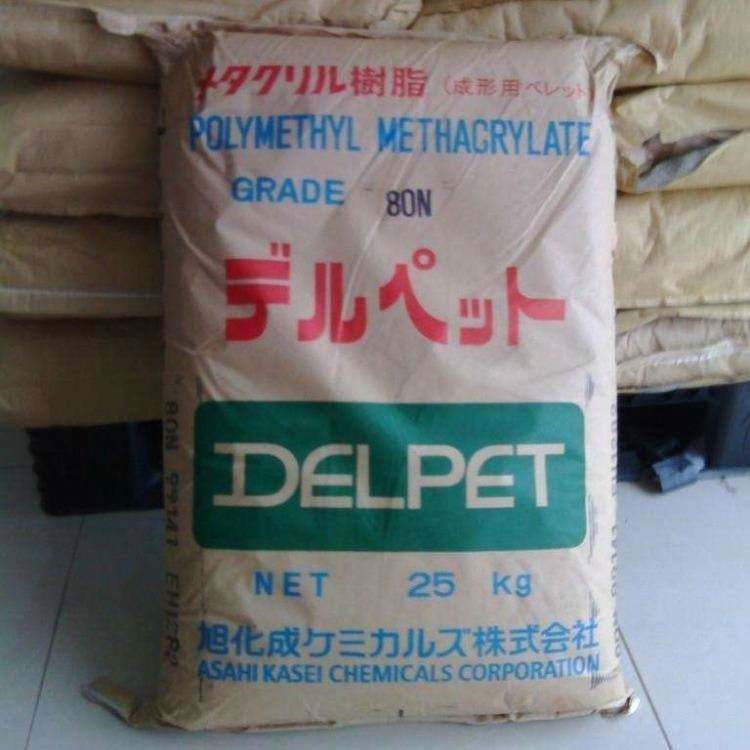 メタクリル樹脂 (成形用ペレット)
POLYMETHYL METHACRYLATE
GRADE 80N
デルペット
DELPET
NET 25 kg
旭化成ケミカルズ株式会社
ASAHI KASEI CHEMICALS CORPORATION
80N